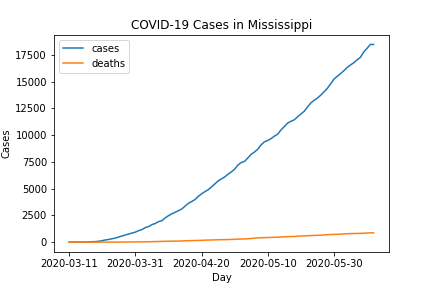 COVID-19 Cases in Mississippi
cases
deaths
17500
15000
12500
10000
7500
5000
2500
0
Cases
2020-03-11 2020-03-31 2020-04-20 2020-05-10 2020-05-30
Day